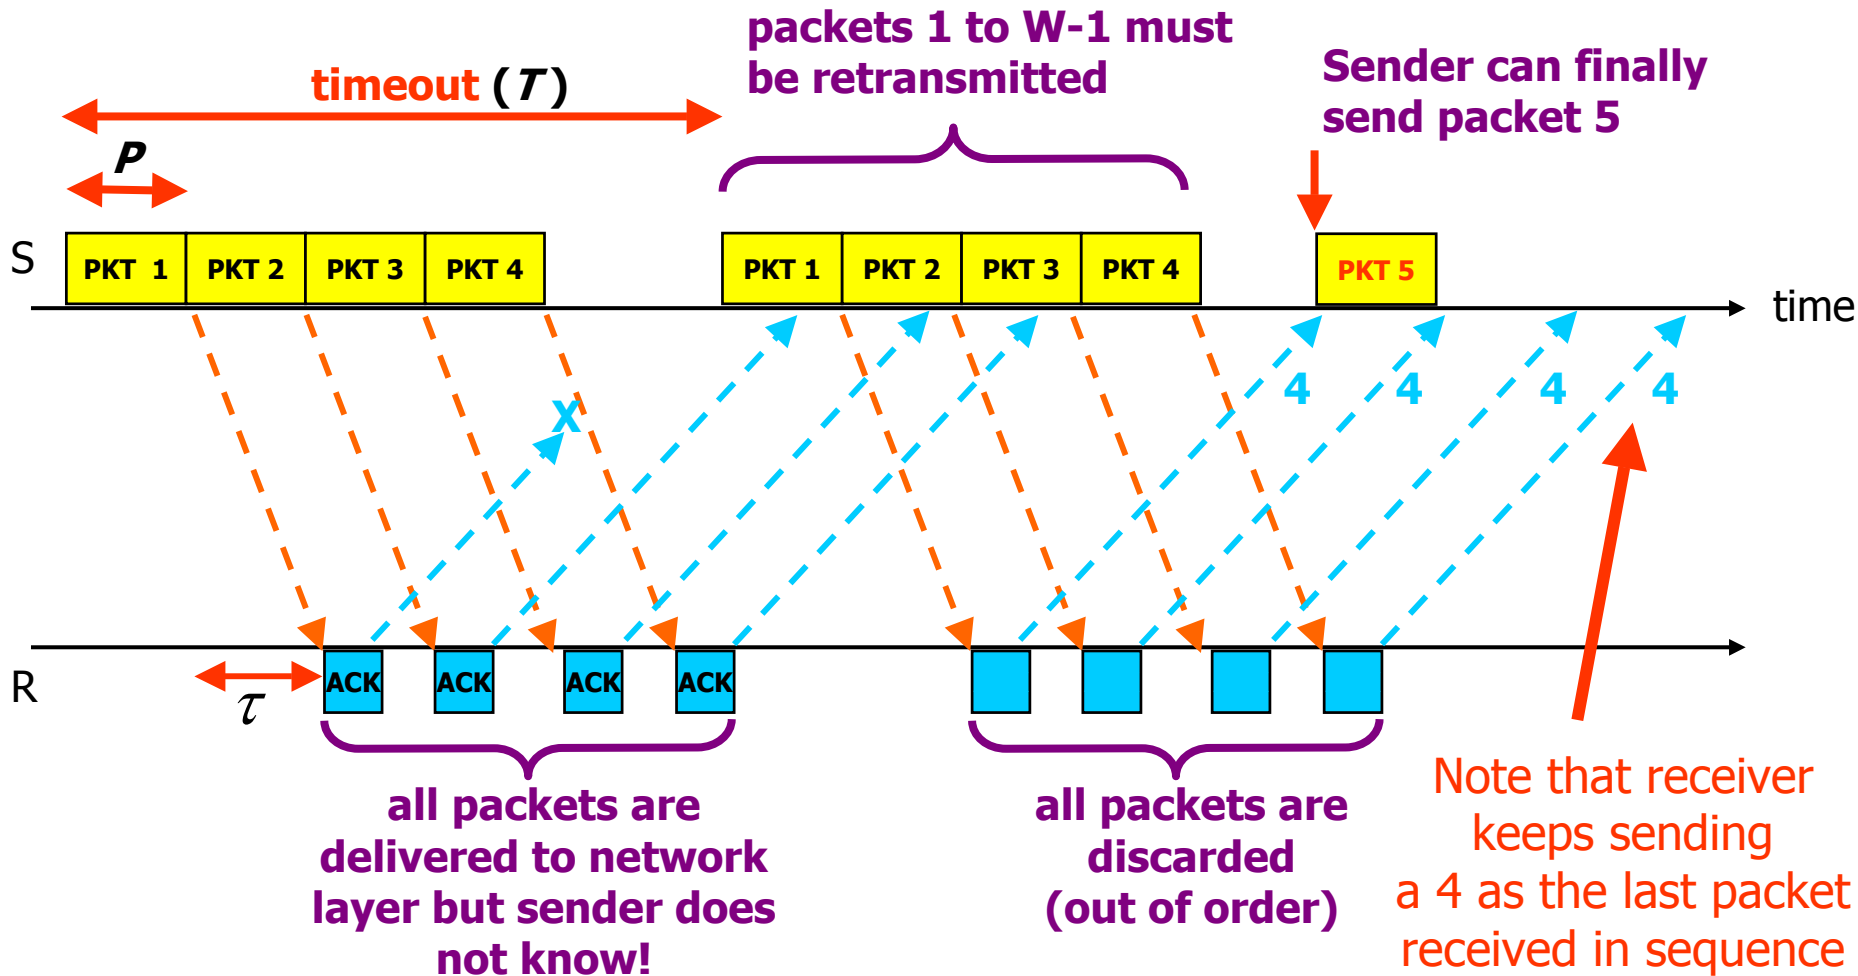 packets 1 to W-1 must
be retransmitted
Sender can finally
send packet 5
timeout (T)
P
S
PKT 1
PKT 2
PKT 3
PKT 4
PKT 1
PKT 2
PKT 3
PKT 4
PKT 5
time
X
4
4
4
4
R
τ
ACK
ACK
ACK
ACK
all packets are
delivered to network
layer but sender does
not know!
all packets are
discarded
(out of order)
Note that receiver
keeps sending
a 4 as the last packet
received in sequence